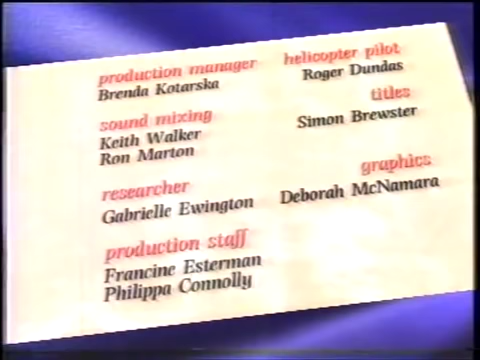 production manager
Brenda Kotarska
sound mixing
Keith Walker
Ron Marton
researcher
Gabrielle Ewington
production staff
Francine Esterman
Philippa Connolly
helicopter pilot
Roger Dundas
titles
Simon Brewster
graphics
Deborah McNamara